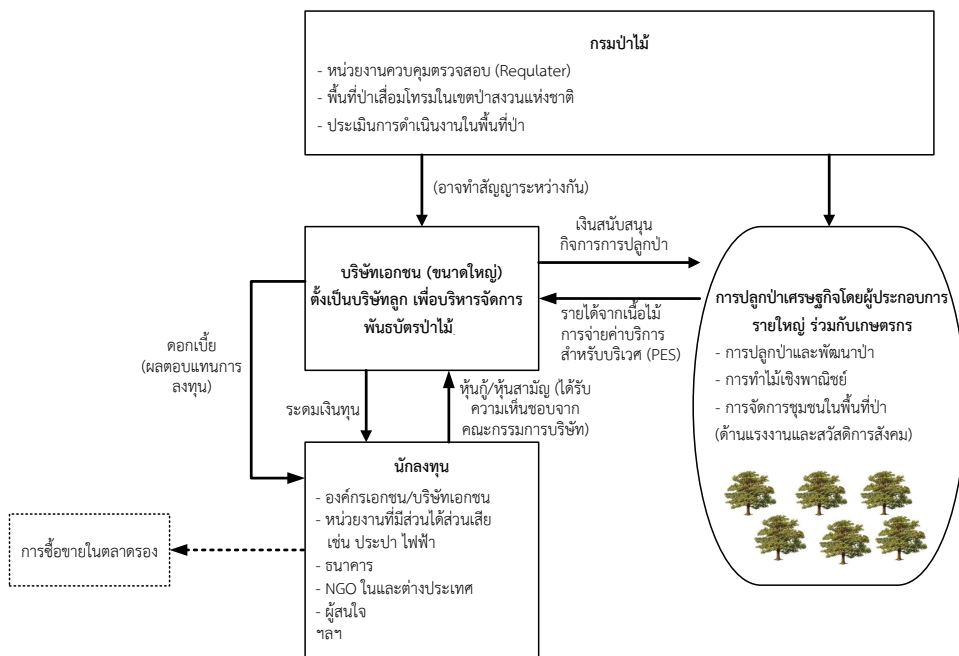 กรมป่าไม้
- หน่วยงานควบคุมตรวจสอบ (Requlater)
- พื้นที่ป่าเสื่อมโทรมในเขตป่าสงวนแห่งชาติ
- ประเมินการดำเนินงานในพื้นที่ป่า
(อาจทำสัญญาระหว่างกัน)
เงินสนับสนุน
กิจการการปลูกป่า
บริษัทเอกชน (ขนาดใหญ่)
ตั้งเป็นบริษัทลูก เพื่อบริหารจัดการ
พันธบัตรป่าไม้
รายได้จากเนื้อไม้
การจ่ายค่าบริการ
สำหรับบริเวศ (PES)
การปลูกป่าเศรษฐกิจโดยผู้ประกอบการ
รายใหญ่ ร่วมกับเกษตรกร
- การปลูกป่าและพัฒนาป่า
- การทำไม้เชิงพาณิชย์
- การจัดการชุมชนในพื้นที่ป่า
(ด้านแรงงานและสวัสดิการสังคม)
ดอกเบี้ย
(ผลตอบแทนการ
ลงทุน)
ระดมเงินทุน
หุ้นกู้/หุ้นสามัญ (ได้รับ
ความเห็นชอบจาก
คณะกรรมการบริษัท)
นักลงทุน
- องค์กรเอกชน/บริษัทเอกชน
- หน่วยงานที่มีส่วนได้ส่วนเสีย
เช่น ประปา ไฟฟ้า
- ธนาคาร
- NGO ในและต่างประเทศ
- ผู้สนใจ
ฯลฯ
การซื้อขายในตลาดรอง